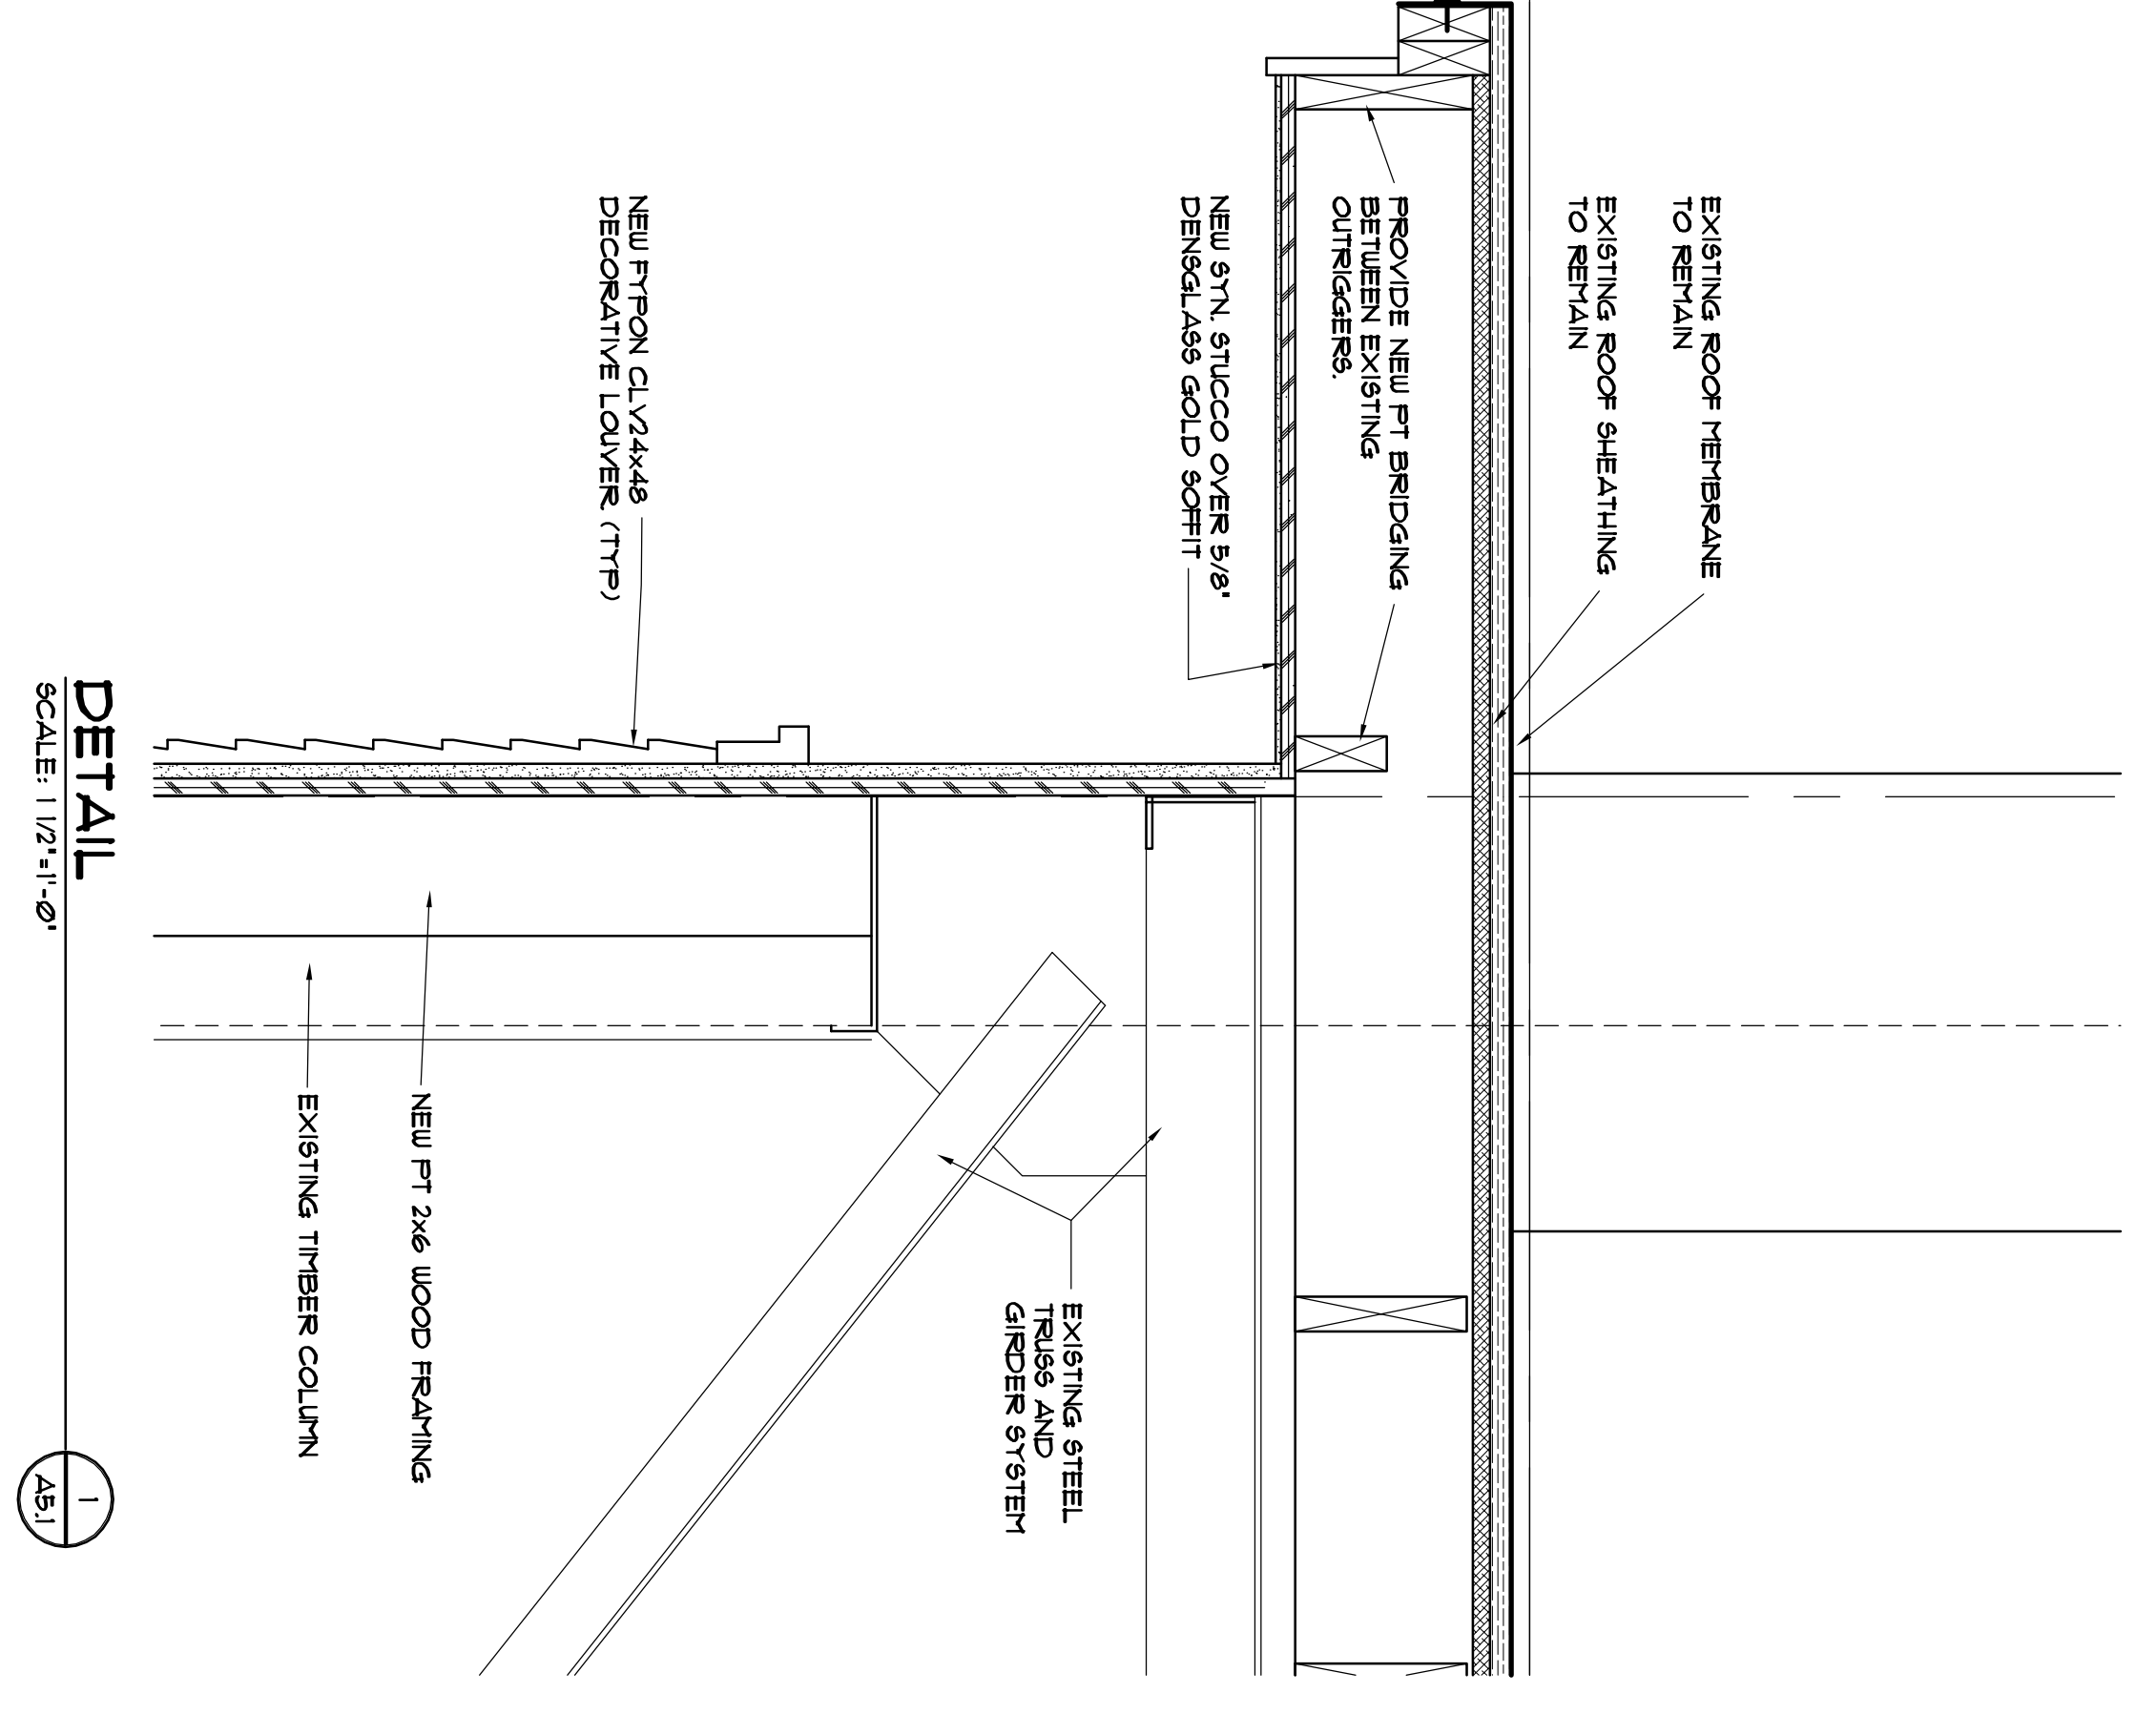 EXISTING ROOF MEMBRANE
TO REMAIN
EXISTING ROOF SHEATHING
TO REMAIN
PROVIDE NEW PT BRIDGING
BETWEEN EXISTING
OUTRIGGERS.
NEW SYN. STUCCO OVER 5/8"
DENSGLASS GOLD SOFFIT
NEW FYPON CLV24x48
DECORATIVE LOUVER (TYP)
EXISTING STEEL
TRUSS AND
GIRDER SYSTEM
NEW PT 2x6 WOOD FRAMING
EXISTING TIMBER COLUMN
DETAIL
SCALE: 1 1/2"=1'-0"
1
A5.1